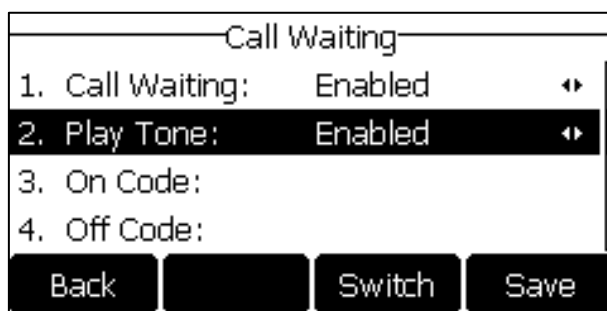 Call Waiting
1. Call Waiting: Enabled
2. Play Tone: Enabled
3. On Code:
4. Off Code:
Back Switch Save